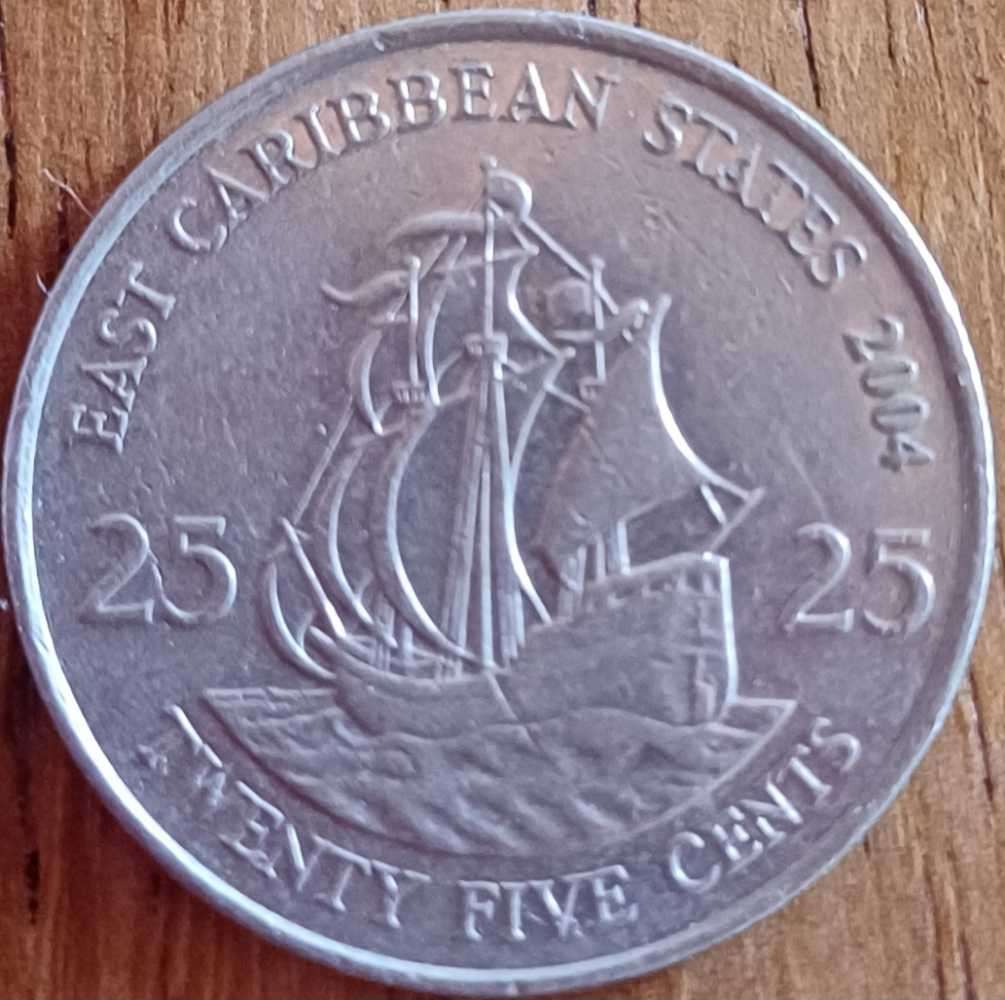 EAST CARIBBEAN STATES 2004
25 25
TWENTY FIVE CENTS